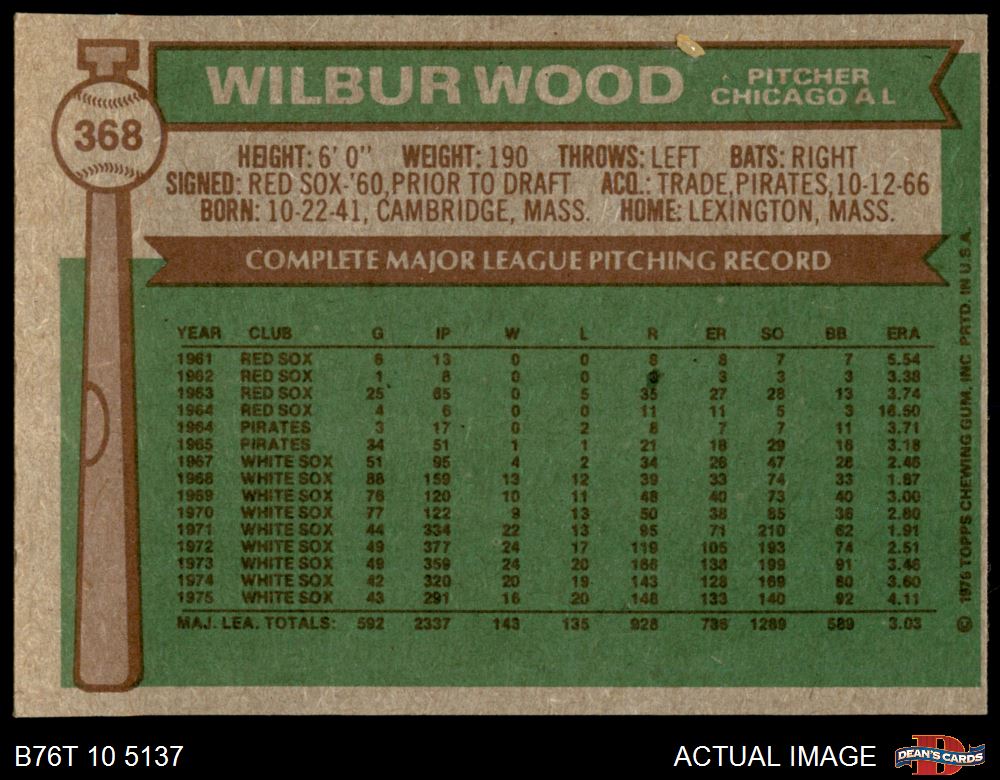 368
WILBUR WOOD PITCHER
CHICAGO A L
HEIGHT: 6' 0" WEIGHT: 190 THROWS: LEFT BATS: RIGHT
SIGNED: RED SOX-'60, PRIOR TO DRAFT ACQ.: TRADE, PIRATES, 10-12-66
BORN: 10-22-41, CAMBRIDGE, MASS. HOME: LEXINGTON, MASS.
COMPLETE MAJOR LEAGUE PITCHING RECORD
YEAR CLUB G IP W L R ER SO BB ERA
1961 RED SOX 6 13 0 0 8 8 7 7 5.54
1962 RED SOX 1 8 0 0 3 3 3 3.38
1963 RED SOX 25 65 0 5 35 27 28 13 3.74
1964 RED SOX 4 6 0 0 11 11 5 3 16.50
1964 PIRATES 3 17 0 2 8 7 7 11 3.71
1965 PIRATES 34 51 1 1 21 18 29 16 3.18
1967 WHITE SOX 51 95 4 2 34 26 47 28 2.46
1968 WHITE SOX 88 159 13 12 39 33 74 33 1.87
1969 WHITE SOX 76 120 10 11 48 40 73 40 3.00
1970 WHITE SOX 77 122 9 13 50 38 85 36 2.80
1971 WHITE SOX 44 334 22 13 95 71 210 62 1.91
1972 WHITE SOX 49 377 24 17 119 105 193 74 2.51
1973 WHITE SOX 49 359 24 20 166 138 199 91 3.46
1974 WHITE SOX 42 320 20 19 143 128 169 80 3.60
1975 WHITE SOX 43 291 16 20 148 133 140 92 4.11
MAJ. LEA. TOTALS: 592 2337 143 135 928 786 1289 589 3.03
© 1976 TOPPS CHEWING GUM, INC PRTD. IN U.S.A.
B76T 10 5137
ACTUAL IMAGE
DEAN'S CARDS